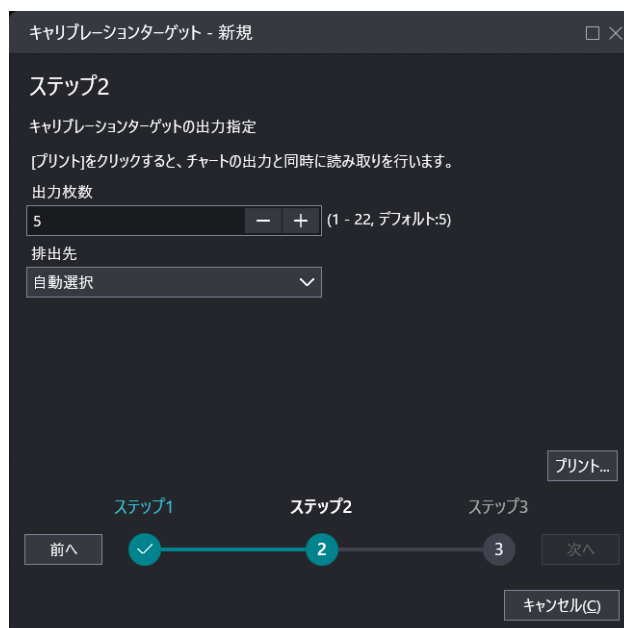 キャリブレーションターゲット - 新規
ステップ2
キャリブレーションターゲットの出力指定
[プリント]をクリックすると、チャートの出力と同時に読み取りを行います。
出力枚数
5 (1 - 22, デフォルト:5)
排出先
自動選択
プリント...
ステップ1 ステップ2 ステップ3
前へ 2 3 次へ
キャンセル(C)